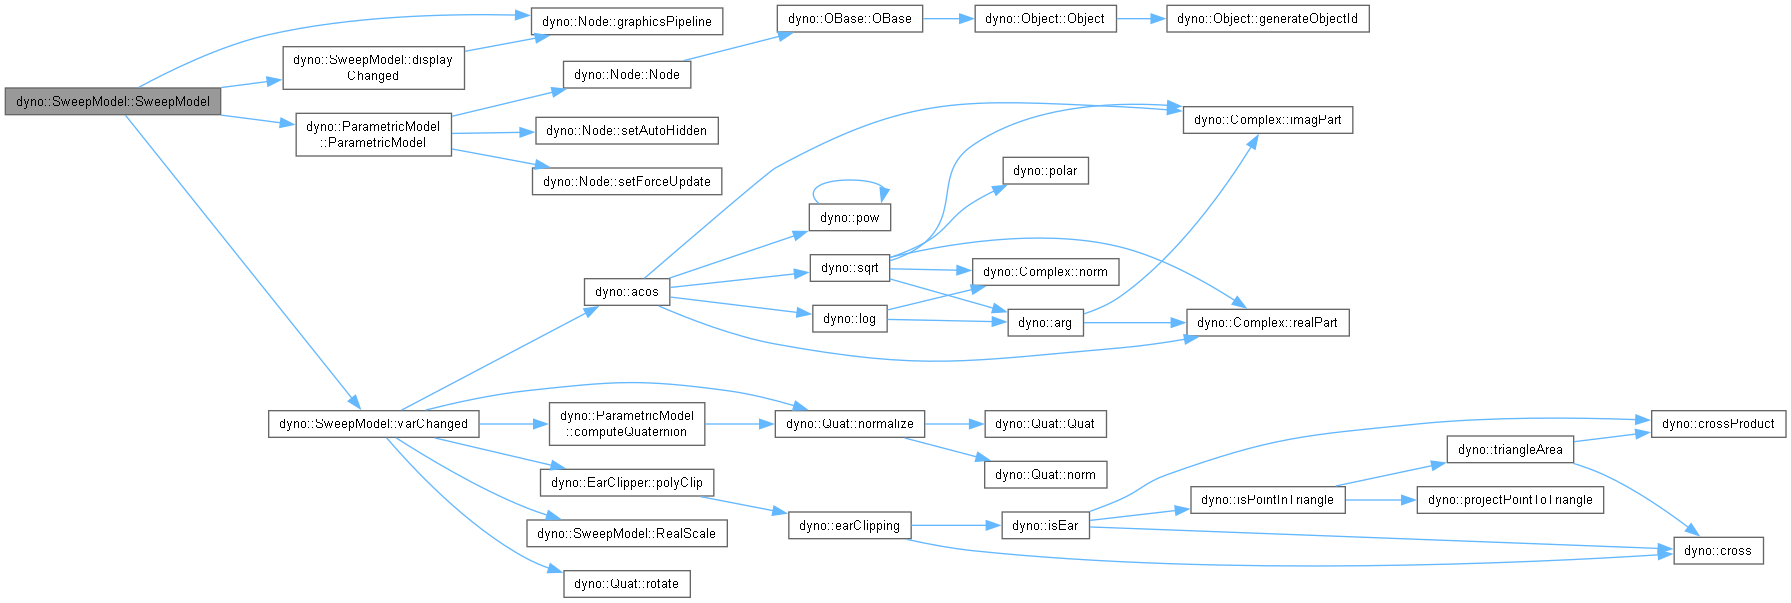 dyno::SweepModel::SweepModel
dyno::Node::graphicsPipeline
dyno::SweepModel::display
Changed
dyno::ParametricModel
::ParametricModel
dyno::Node::Node
dyno::OBase::OBase
dyno::Object::Object
dyno::Object::generateObjectId
dyno::Node::setAutoHidden
dyno::Node::setForceUpdate
dyno::SweepModel::varChanged
dyno::acos
dyno::Complex::imagPart
dyno::pow
dyno::sqrt
dyno::polar
dyno::Complex::norm
dyno::log
dyno::arg
dyno::Complex::realPart
dyno::ParametricModel
::computeQuaternion
dyno::Quat::normalize
dyno::Quat::Quat
dyno::Quat::norm
dyno::EarClipper::polyClip
dyno::earClipping
dyno::isEar
dyno::isPointInTriangle
dyno::triangleArea
dyno::projectPointToTriangle
dyno::crossProduct
dyno::cross
dyno::SweepModel::RealScale
dyno::Quat::rotate